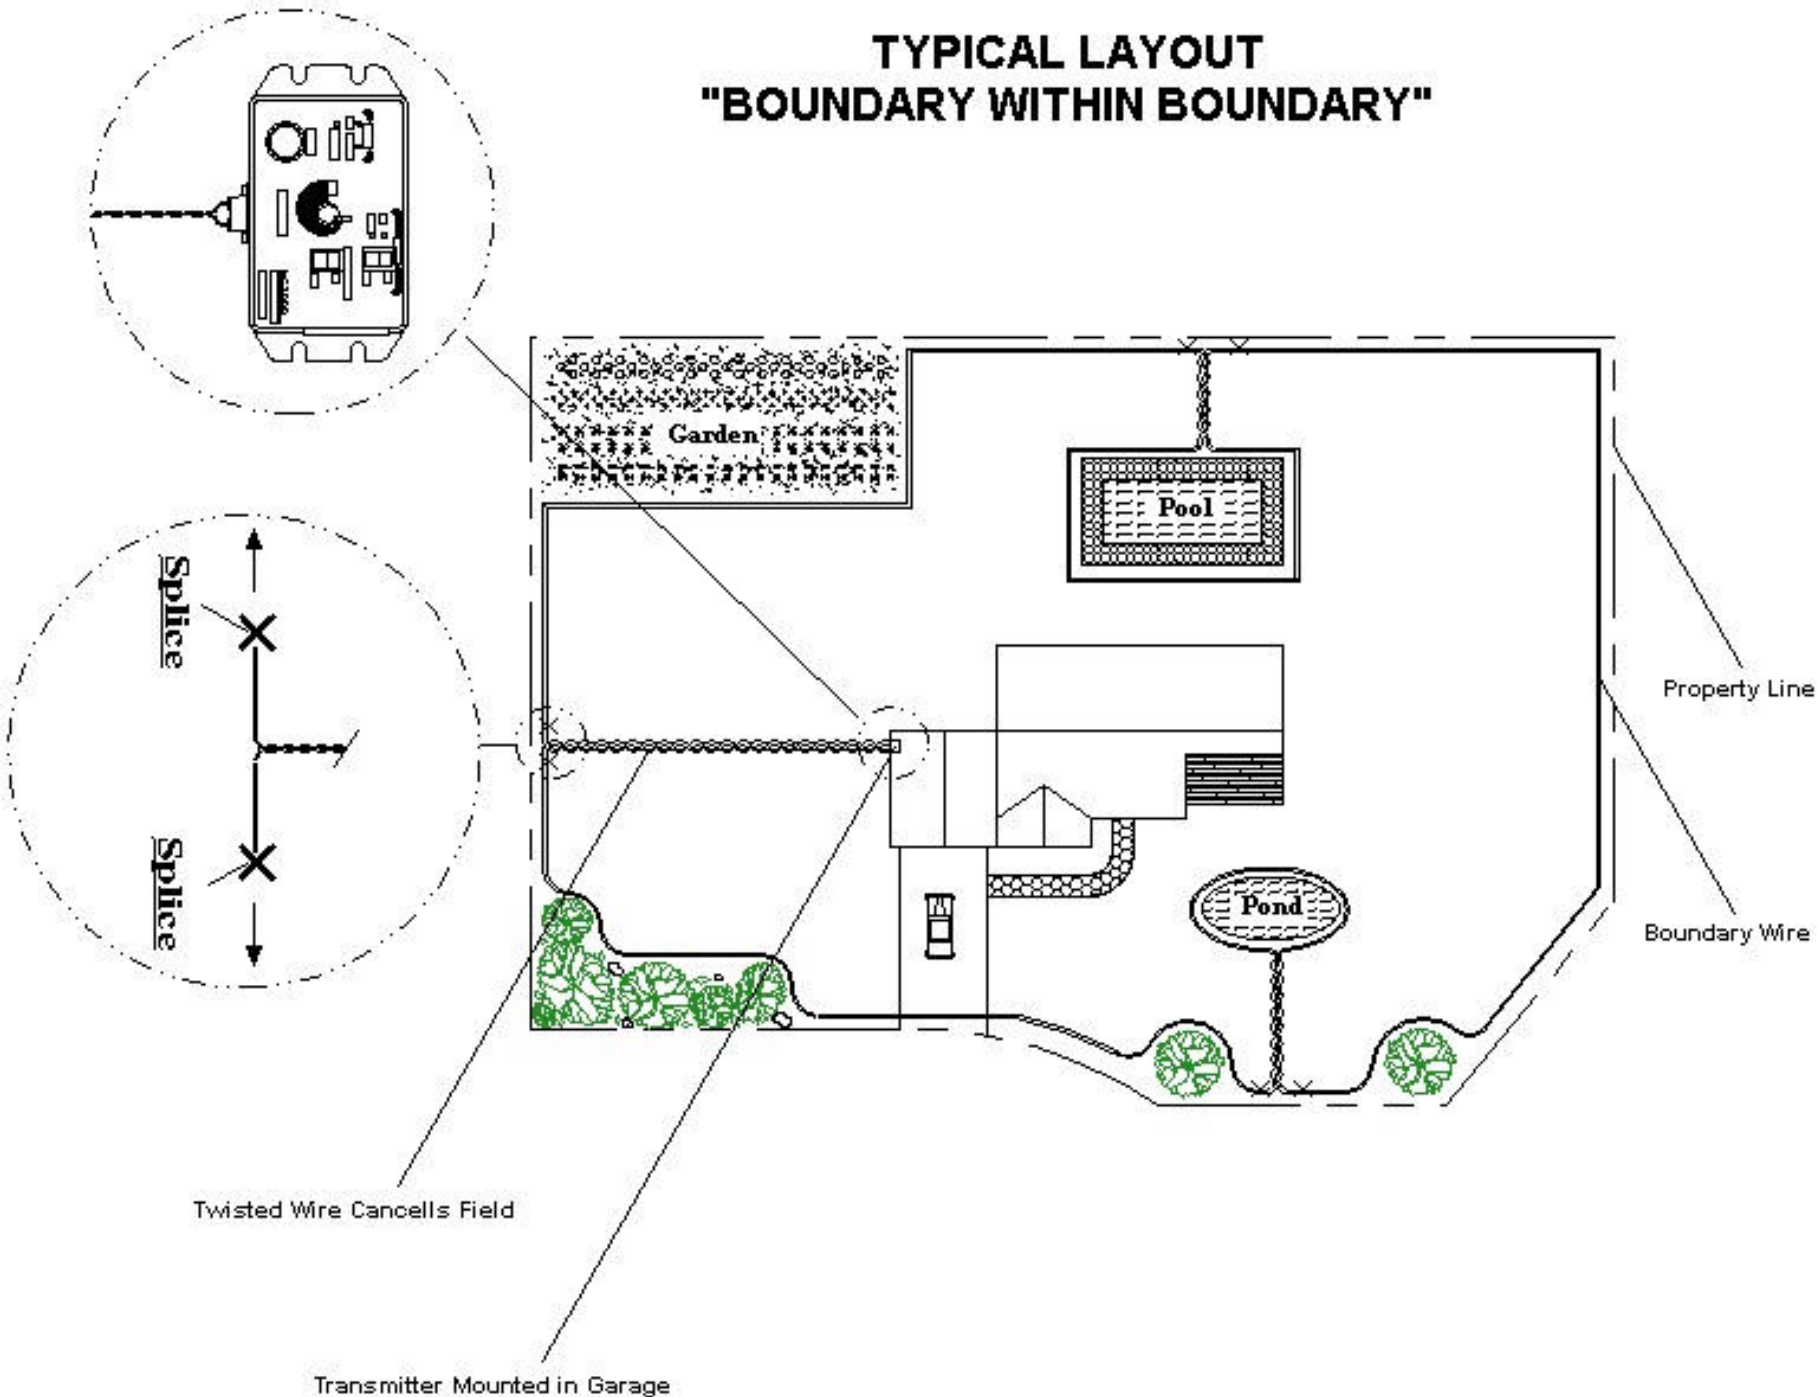 TYPICAL LAYOUT
"BOUNDARY WITHIN BOUNDARY"
Garden
Pool
Splice
Property Line
Splice
Pond
Boundary Wire
Twisted Wire Cancells Field
Transmitter Mounted in Garage